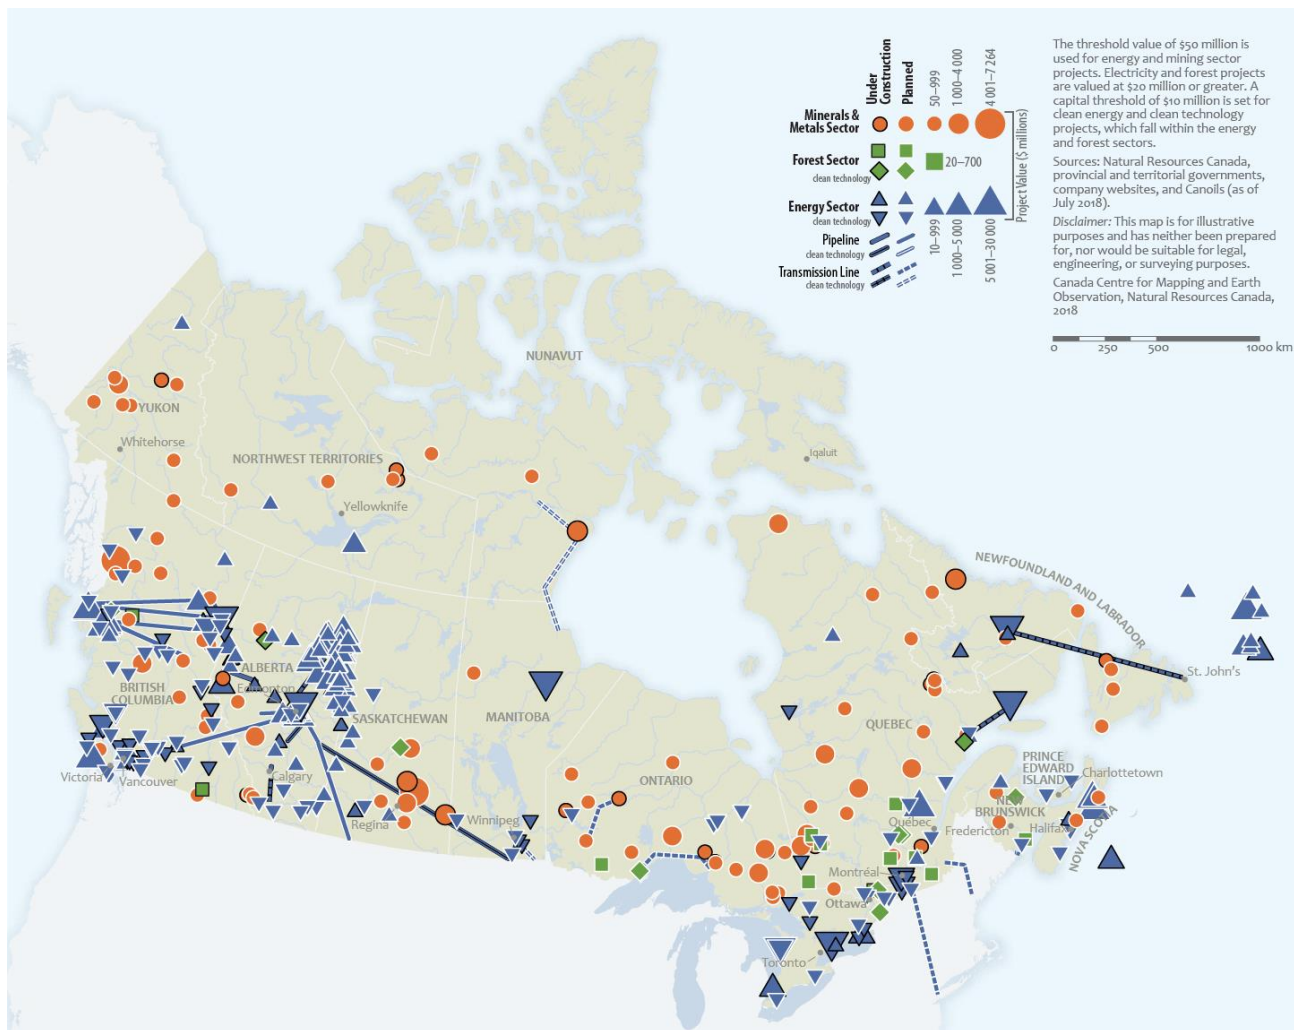 Under
Construction
Planned
50–999
1 000–4 000
4 001–7 264
Minerals &
Metals Sector
Forest Sector
clean technology
20–700
Energy Sector
clean technology
Project Value ($ millions)
Pipeline
clean technology
Transmission Line
clean technology
10–999
1 000–5 000
5 001–30 000
The threshold value of $50 million is
used for energy and mining sector
projects. Electricity and forest projects
are valued at $20 million or greater. A
capital threshold of $10 million is set for
clean energy and clean technology
projects, which fall within the energy
and forest sectors.
Sources: Natural Resources Canada,
provincial and territorial governments,
company websites, and Canoils (as of
July 2018).
Disclaimer: This map is for illustrative
purposes and has neither been prepared
for, nor would be suitable for legal,
engineering, or surveying purposes.
Canada Centre for Mapping and Earth
Observation, Natural Resources Canada,
2018
0 250 500 1000 km
NUNAVUT
YUKON
Whitehorse
NORTHWEST TERRITORIES
Iqaluit
Yellowknife
NEWFOUNDLAND AND LABRADOR
St. John's
ALBERTA
Edmonton
BRITISH
COLUMBIA
SASKATCHEWAN
MANITOBA
QUEBEC
ONTARIO
PRINCE
EDWARD
ISLAND
Charlottetown
Victoria
Vancouver
Calgary
Regina
Winnipeg
NEW
BRUNSWICK
Québec
Fredericton
Halifax
NOVA SCOTIA
Montréal
Ottawa
Toronto